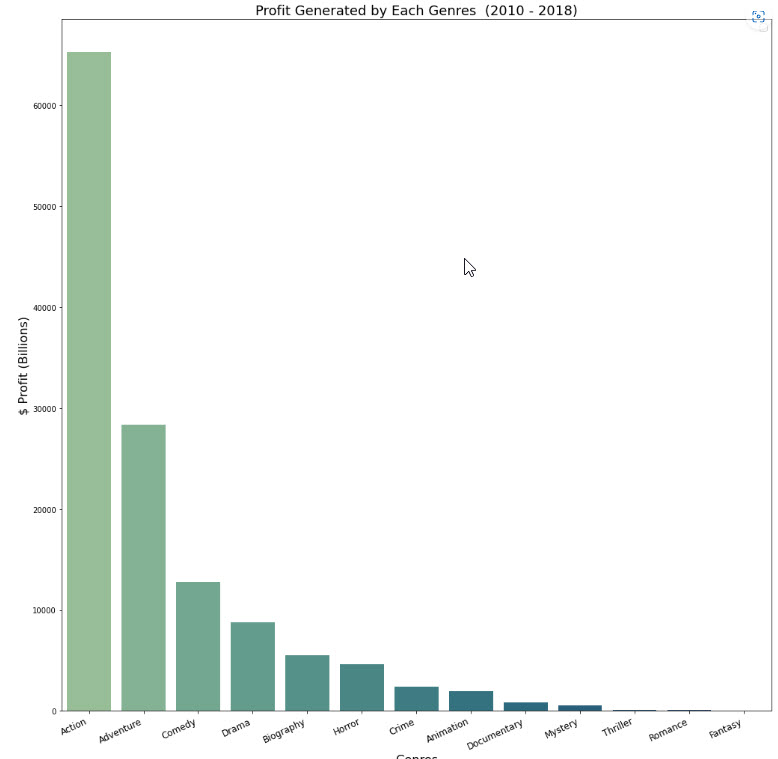 Profit Generated by Each Genres (2010 - 2018)
$ Profit (Billions)
60000
50000
40000
30000
20000
10000
0
Action
Adventure
Comedy
Drama
Biography
Horror
Crime
Animation
Documentary
Mystery
Thriller
Romance
Fantasy
Genres